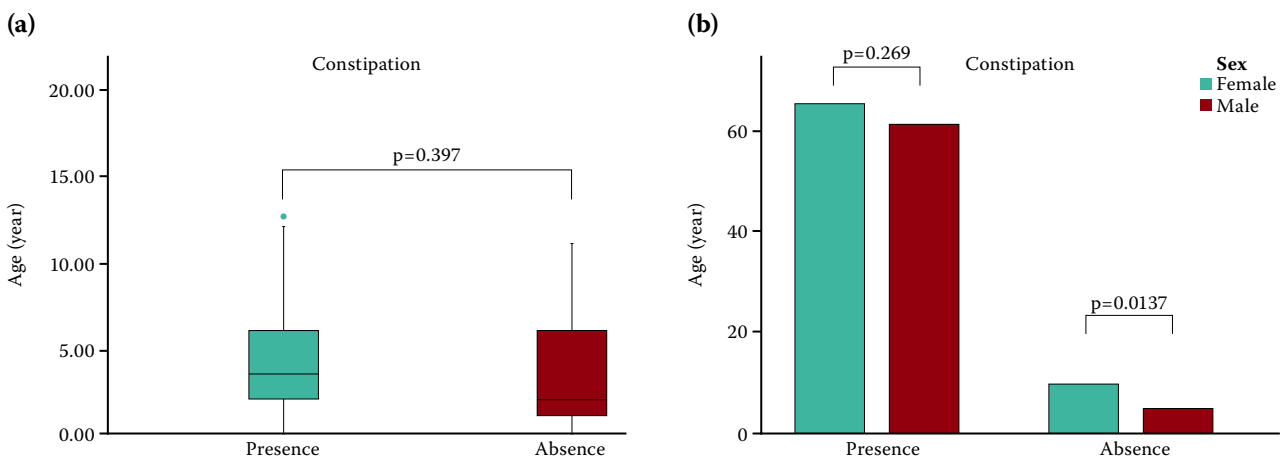 (a)
Constipation
20.00
15.00
10.00
5.00
0.00
Age (year)
p=0.397
Presence
Absence
(b)
Constipation
Sex
Female
Male
60
40
20
0
Age (year)
p=0.269
p=0.0137
Presence
Absence